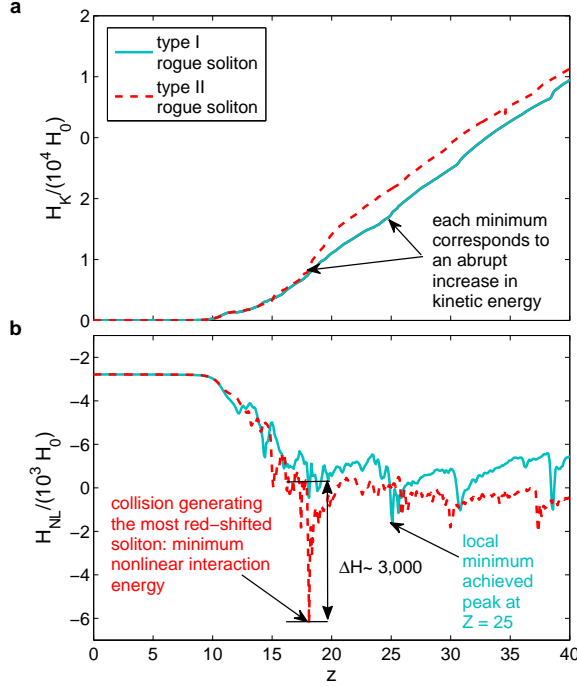 a
type I
rogue soliton
type II
rogue soliton
H_K/(10^4 H_0)
1
0
2
1
0
each minimum
corresponds to
an abrupt
increase in
kinetic energy
b
H_NL/(10^3 H_0)
−2
−6
0
−2
−4
−6
collision generating
the most red−shifted
soliton: minimum
nonlinear interaction
energy
ΔH~ 3,000
local
minimum
achieved
peak at
Z = 25
0 5 10 15 20 25 30 35 40
z